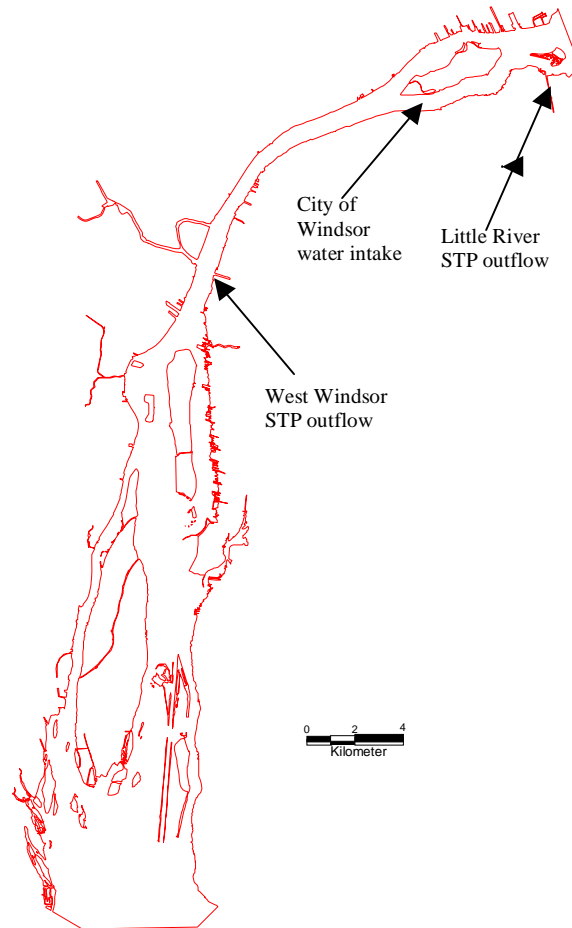 City of
Windsor
water intake
Little River
STP outflow
West Windsor
STP outflow
0 2 4
Kilometer